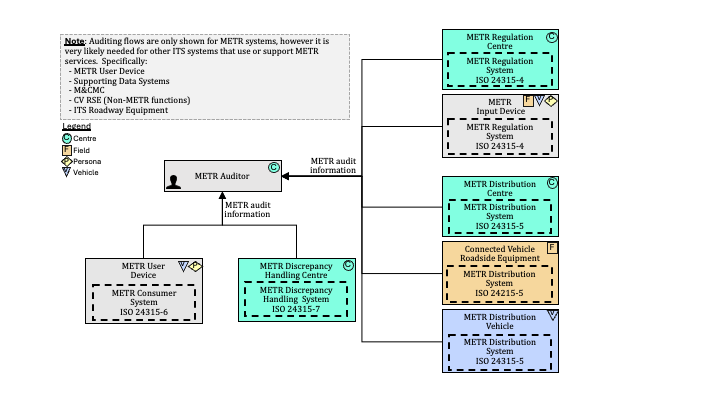 Note: Auditing flows are only shown for METR systems, however it is
very likely needed for other ITS systems that use or support METR
services. Specifically:
- METR User Device
- Supporting Data Systems
- M&CMC
- CV RSE (Non-METR functions)
- ITS Roadway Equipment
Legend
C Centre
F Field
P Persona
V Vehicle
METR Auditor
C
METR audit
information
METR audit
information
METR User
Device
V P
METR Consumer
System
ISO 24315-6
METR Discrepancy
Handling Centre
C
METR Discrepancy
Handling System
ISO 24315-7
METR Regulation
Centre
C
METR Regulation
System
ISO 24315-4
METR
Input Device
F V P
METR Regulation
System
ISO 24315-4
METR Distribution
Centre
C
METR Distribution
System
ISO 24315-5
Connected Vehicle
Roadside Equipment
F
METR Distribution
System
ISO 24215-5
METR Distribution
Vehicle
V
METR Distribution
System
ISO 24315-5